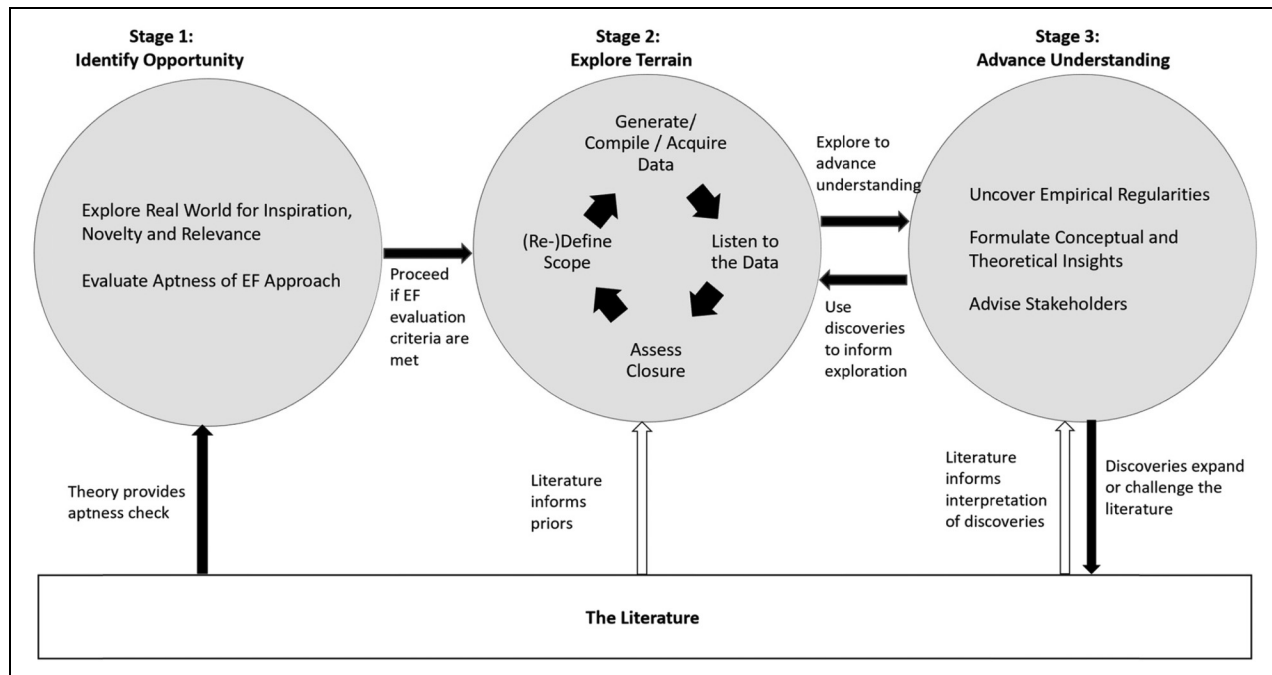 Stage 1:
Identify Opportunity
Explore Real World for Inspiration,
Novelty and Relevance
Evaluate Aptness of EF Approach
Proceed
if EF
evaluation
criteria are
met
Stage 2:
Explore Terrain
Generate/
Compile / Acquire
Data
(Re-)Define
Scope
Listen to
the Data
Assess
Closure
Explore to
advance
understanding
Use
discoveries
to inform
exploration
Stage 3:
Advance Understanding
Uncover Empirical Regularities
Formulate Conceptual and
Theoretical Insights
Advise Stakeholders
Theory provides
aptness check
Literature
informs
priors
Literature
informs
interpretation
of discoveries
Discoveries expand
or challenge the
literature
The Literature